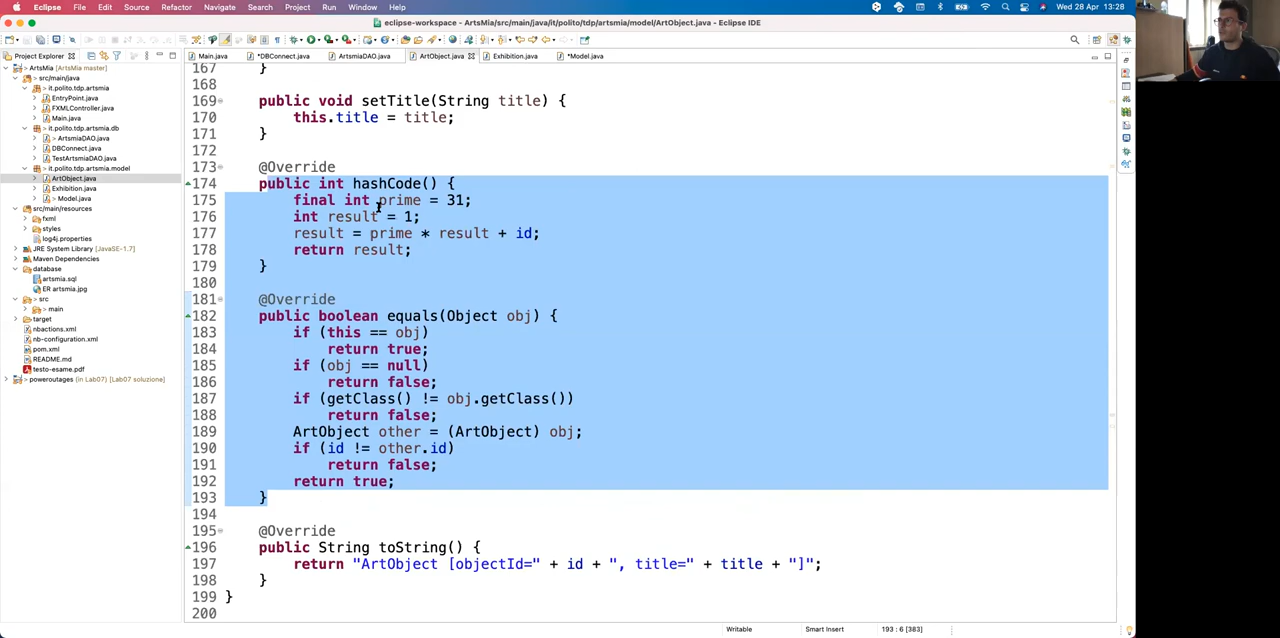 Eclipse File Edit Source Refactor Navigate Search Project Run Window Help Wed 28 Apr 13:28
eclipse-workspace - ArtsMia/src/main/java/it/polito/tdp/artsmia/model/ArtObject.java - Eclipse IDE
Project Explorer
Main.java *DBConnect.java ArtsmiaDAO.java ArtObject.java Exhibition.java *Model.java
ArtsMia [ArtsMia master]
src/main/java
it.polito.tdp.artsmia
EntryPoint.java
FXMLController.java
Main.java
it.polito.tdp.artsmia.db
ArtsmiaDAO.java
DBConnect.java
TestArtsmiaDAO.java
it.polito.tdp.artsmia.model
ArtObject.java
Exhibition.java
Model.java
src/main/resources
fxml
styles
log4j.properties
JRE System Library [JavaSE-1.7]
Maven Dependencies
database
artsmia.sql
ER artsmia.jpg
src
main
target
nbactions.xml
nb-configuration.xml
pom.xml
README.md
testo-esame.pdf
poweroutages (in Lab07) [Lab07 soluzione]
167 }
168
169 public void setTitle(String title) {
170 this.title = title;
171 }
172
173 @Override
174 public int hashCode() {
175 final int prime = 31;
176 int result = 1;
177 result = prime * result + id;
178 return result;
179 }
180
181 @Override
182 public boolean equals(Object obj) {
183 if (this == obj)
184 return true;
185 if (obj == null)
186 return false;
187 if (getClass() != obj.getClass())
188 return false;
189 ArtObject other = (ArtObject) obj;
190 if (id != other.id)
191 return false;
192 return true;
193 }
194
195 @Override
196 public String toString() {
197 return "ArtObject [objectId=" + id + ", title=" + title + "]";
198 }
199 }
200
Writable Smart Insert 193 : 6 [383]